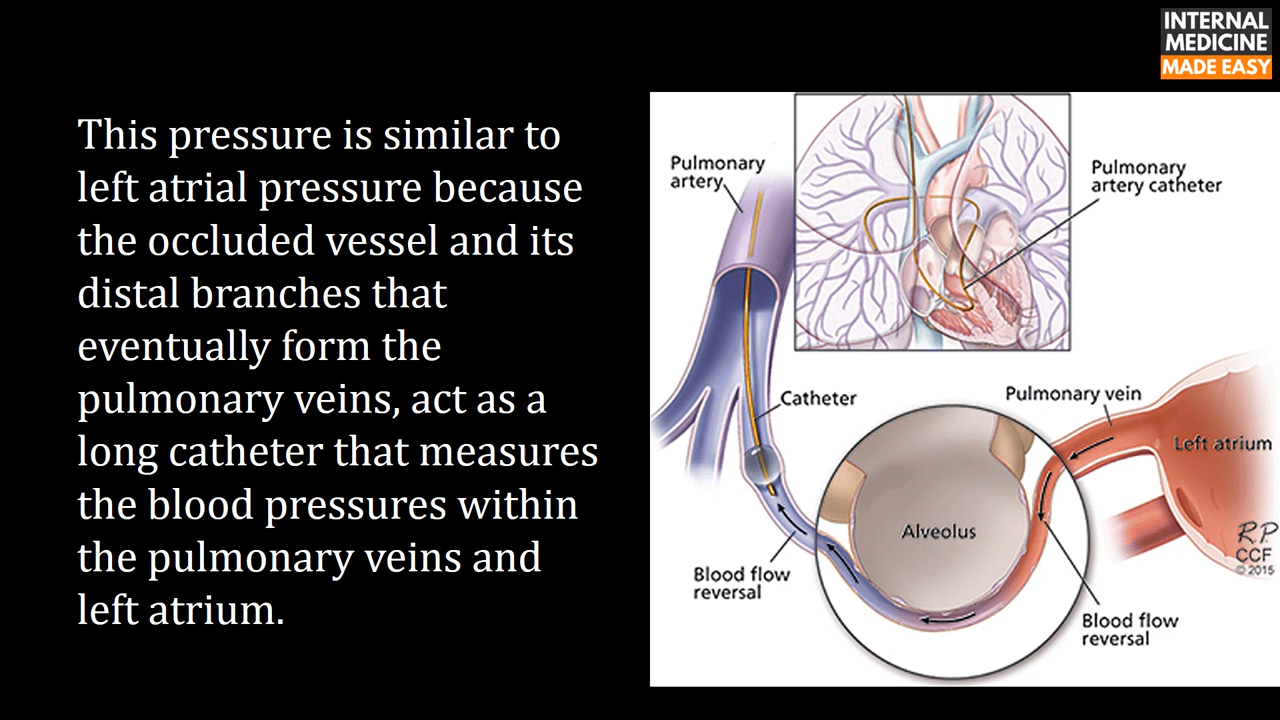 INTERNAL
MEDICINE
MADE EASY
This pressure is similar to
left atrial pressure because
the occluded vessel and its
distal branches that
eventually form the
pulmonary veins, act as a
long catheter that measures
the blood pressures within
the pulmonary veins and
left atrium.
Pulmonary
artery
Pulmonary
artery catheter
Catheter
Pulmonary vein
Left atrium
Alveolus
Blood flow
reversal
Blood flow
reversal
R.P.
CCF
© 2015